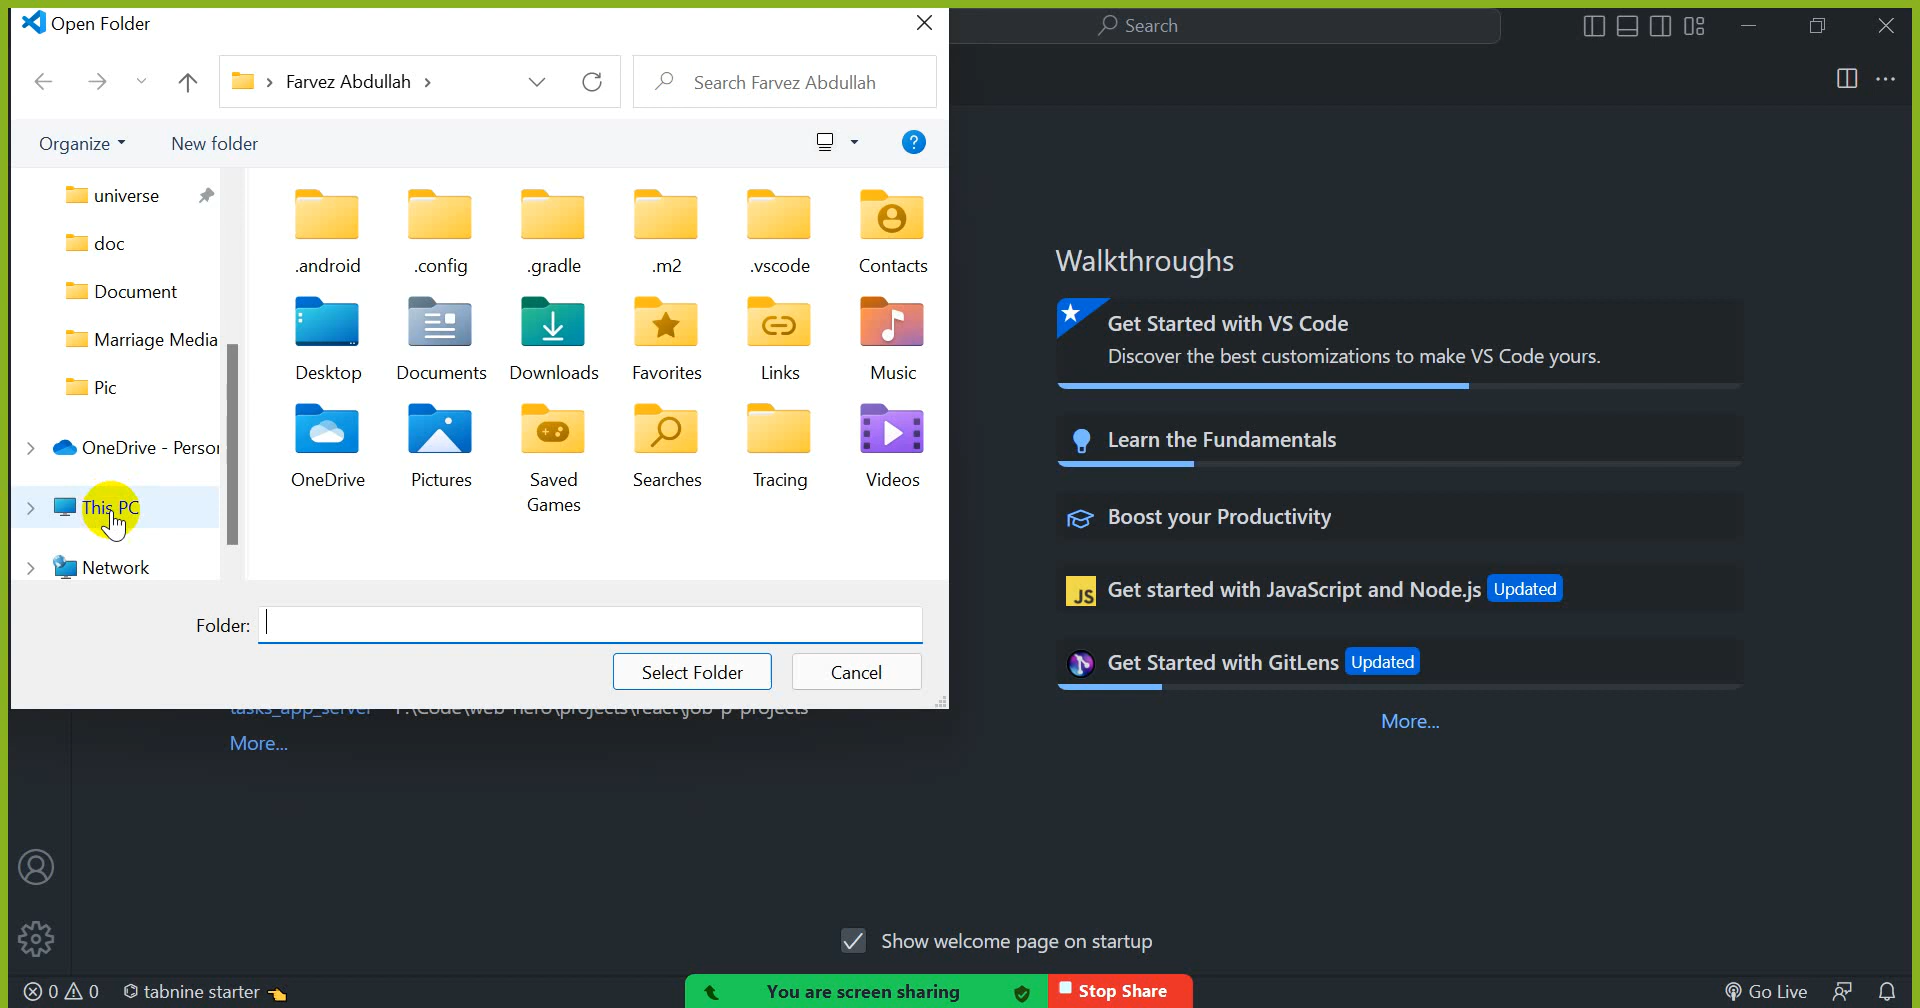 Open Folder
Search
Farvez Abdullah
Search Farvez Abdullah
Organize
New folder
universe
doc
Document
Marriage Media
Pic
OneDrive - Person
This PC
Network
.android
.config
.gradle
.m2
.vscode
Contacts
Desktop
Documents
Downloads
Favorites
Links
Music
OneDrive
Pictures
Saved Games
Searches
Tracing
Videos
Folder:
Select Folder
Cancel
More...
Walkthroughs
Get Started with VS Code
Discover the best customizations to make VS Code yours.
Learn the Fundamentals
Boost your Productivity
JS Get started with JavaScript and Node.js Updated
Get Started with GitLens Updated
More...
Show welcome page on startup
0 0 tabnine starter
You are screen sharing
Stop Share
Go Live